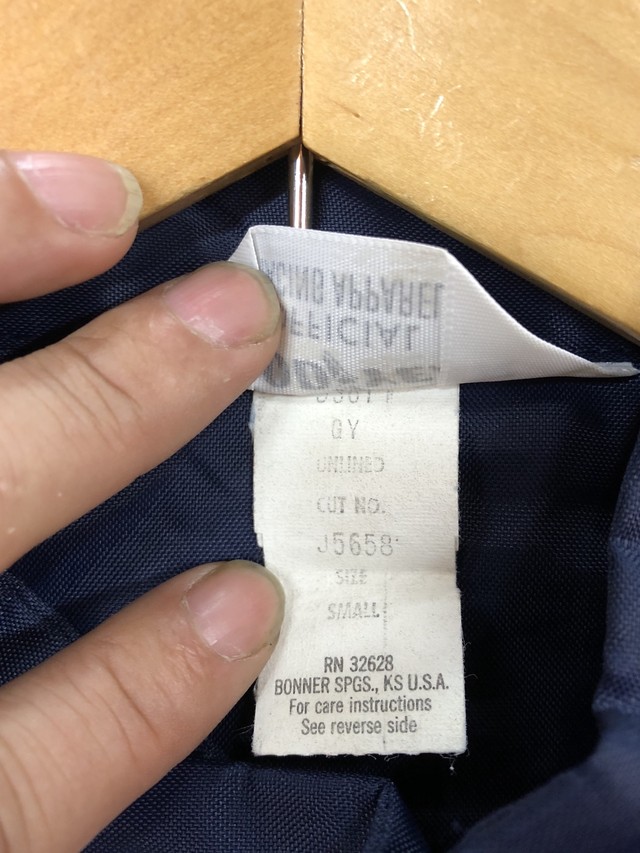 APPAREL
OFFICIAL
GY
UNLINED
CUT NO.
J5658
SIZE
SMALL
RN 32628
BONNER SPGS., KS U.S.A.
For care instructions
See reverse side